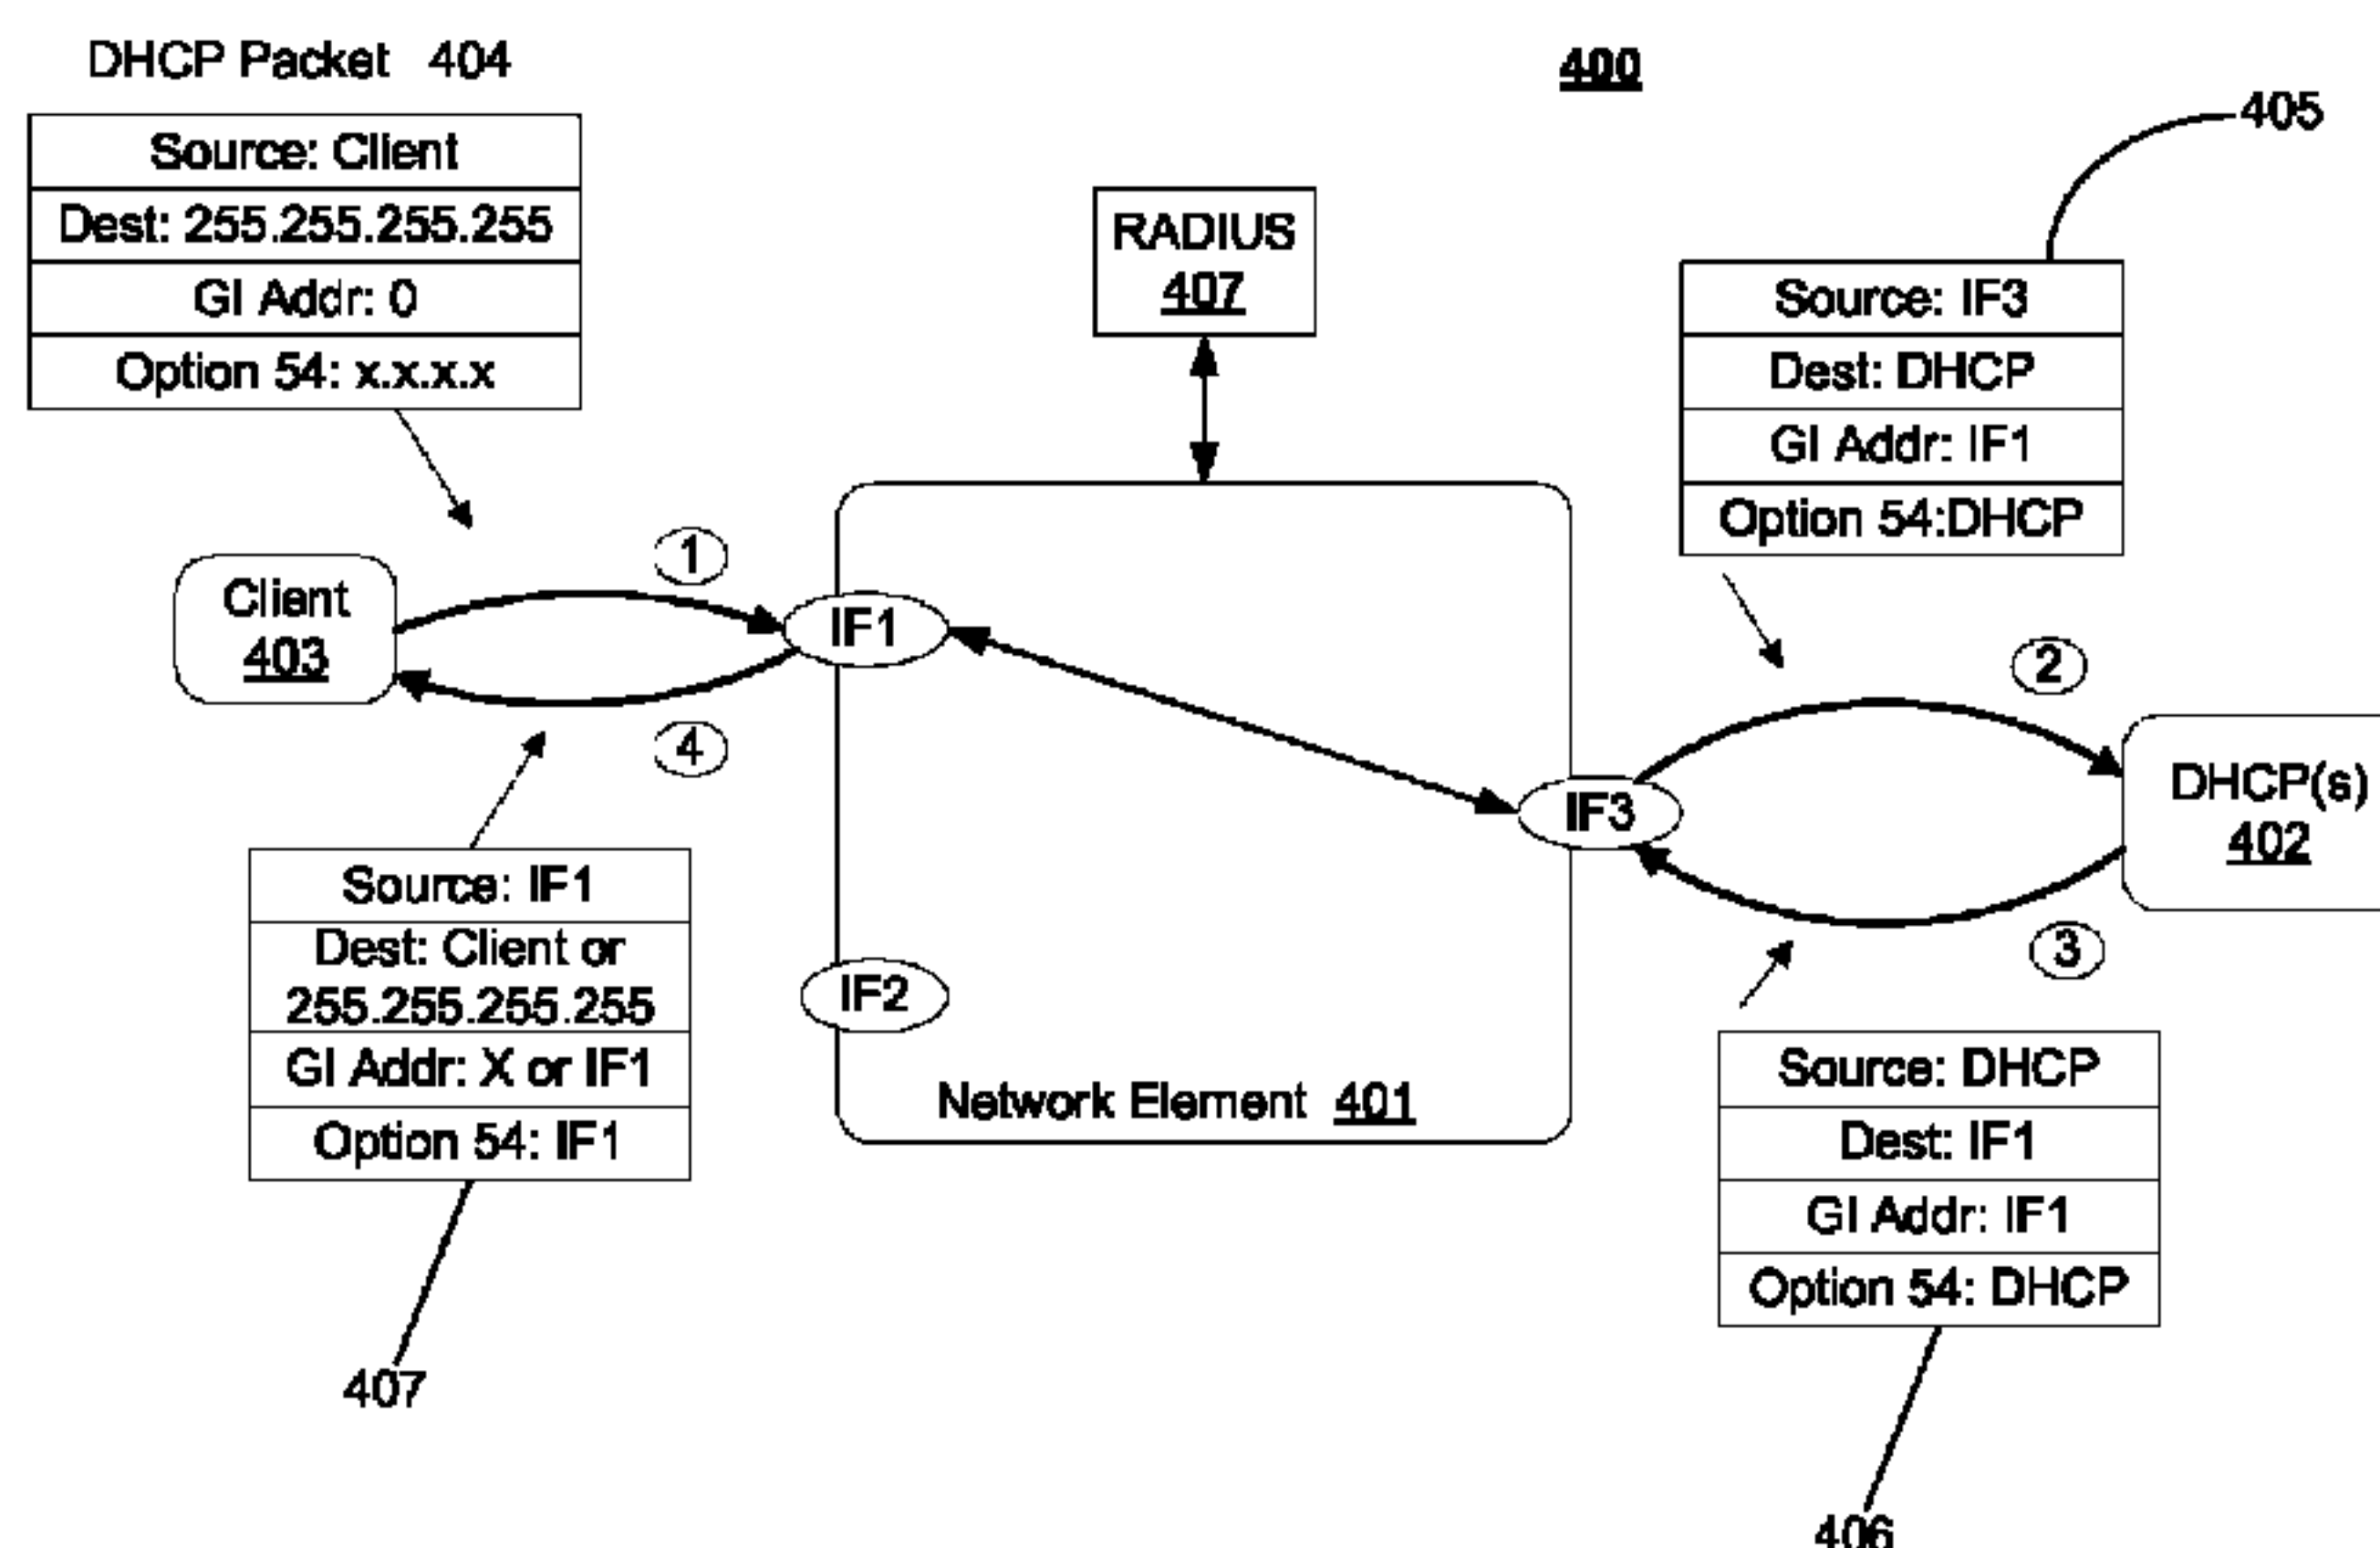 DHCP Packet 404
Source: Client
Dest: 255.255.255.255
GI Addr: 0
Option 54: x.x.x.x
400
405
RADIUS
407
Source: IF3
Dest: DHCP
GI Addr: IF1
Option 54:DHCP
1
Client
403
IF1
4
2
DHCP(s)
402
IF3
3
Source: IF1
Dest: Client or
255.255.255.255
GI Addr: X or IF1
Option 54: IF1
407
IF2
Network Element 401
Source: DHCP
Dest: IF1
GI Addr: IF1
Option 54: DHCP
406